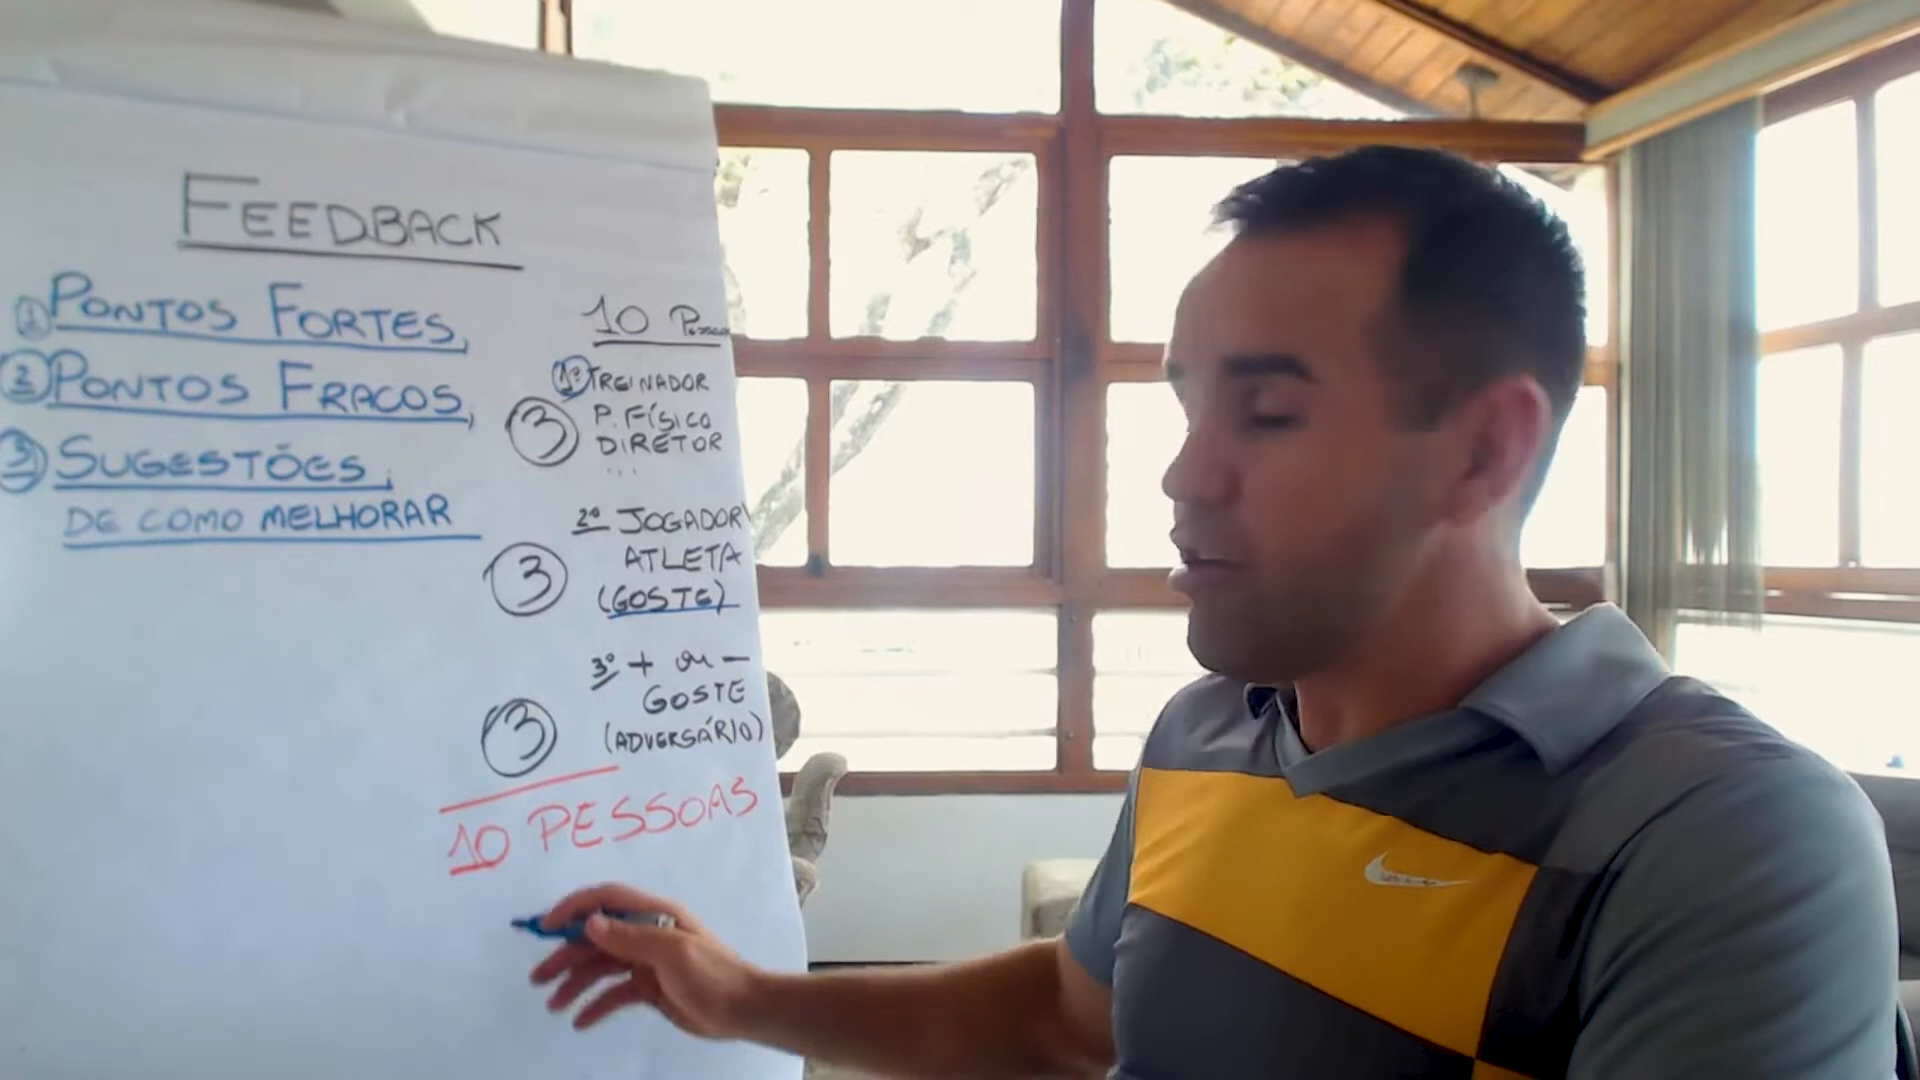 FEEDBACK
① PONTOS FORTES,
② PONTOS FRACOS,
③ SUGESTÕES,
DE COMO MELHORAR
10 Pessoas
1º TREINADOR
③ P. FÍSICO
DIRETOR
...
2º JOGADOR
③ ATLETA
(GOSTE)
3º + ou -
③ GOSTE
(ADVERSÁRIO)
10 PESSOAS